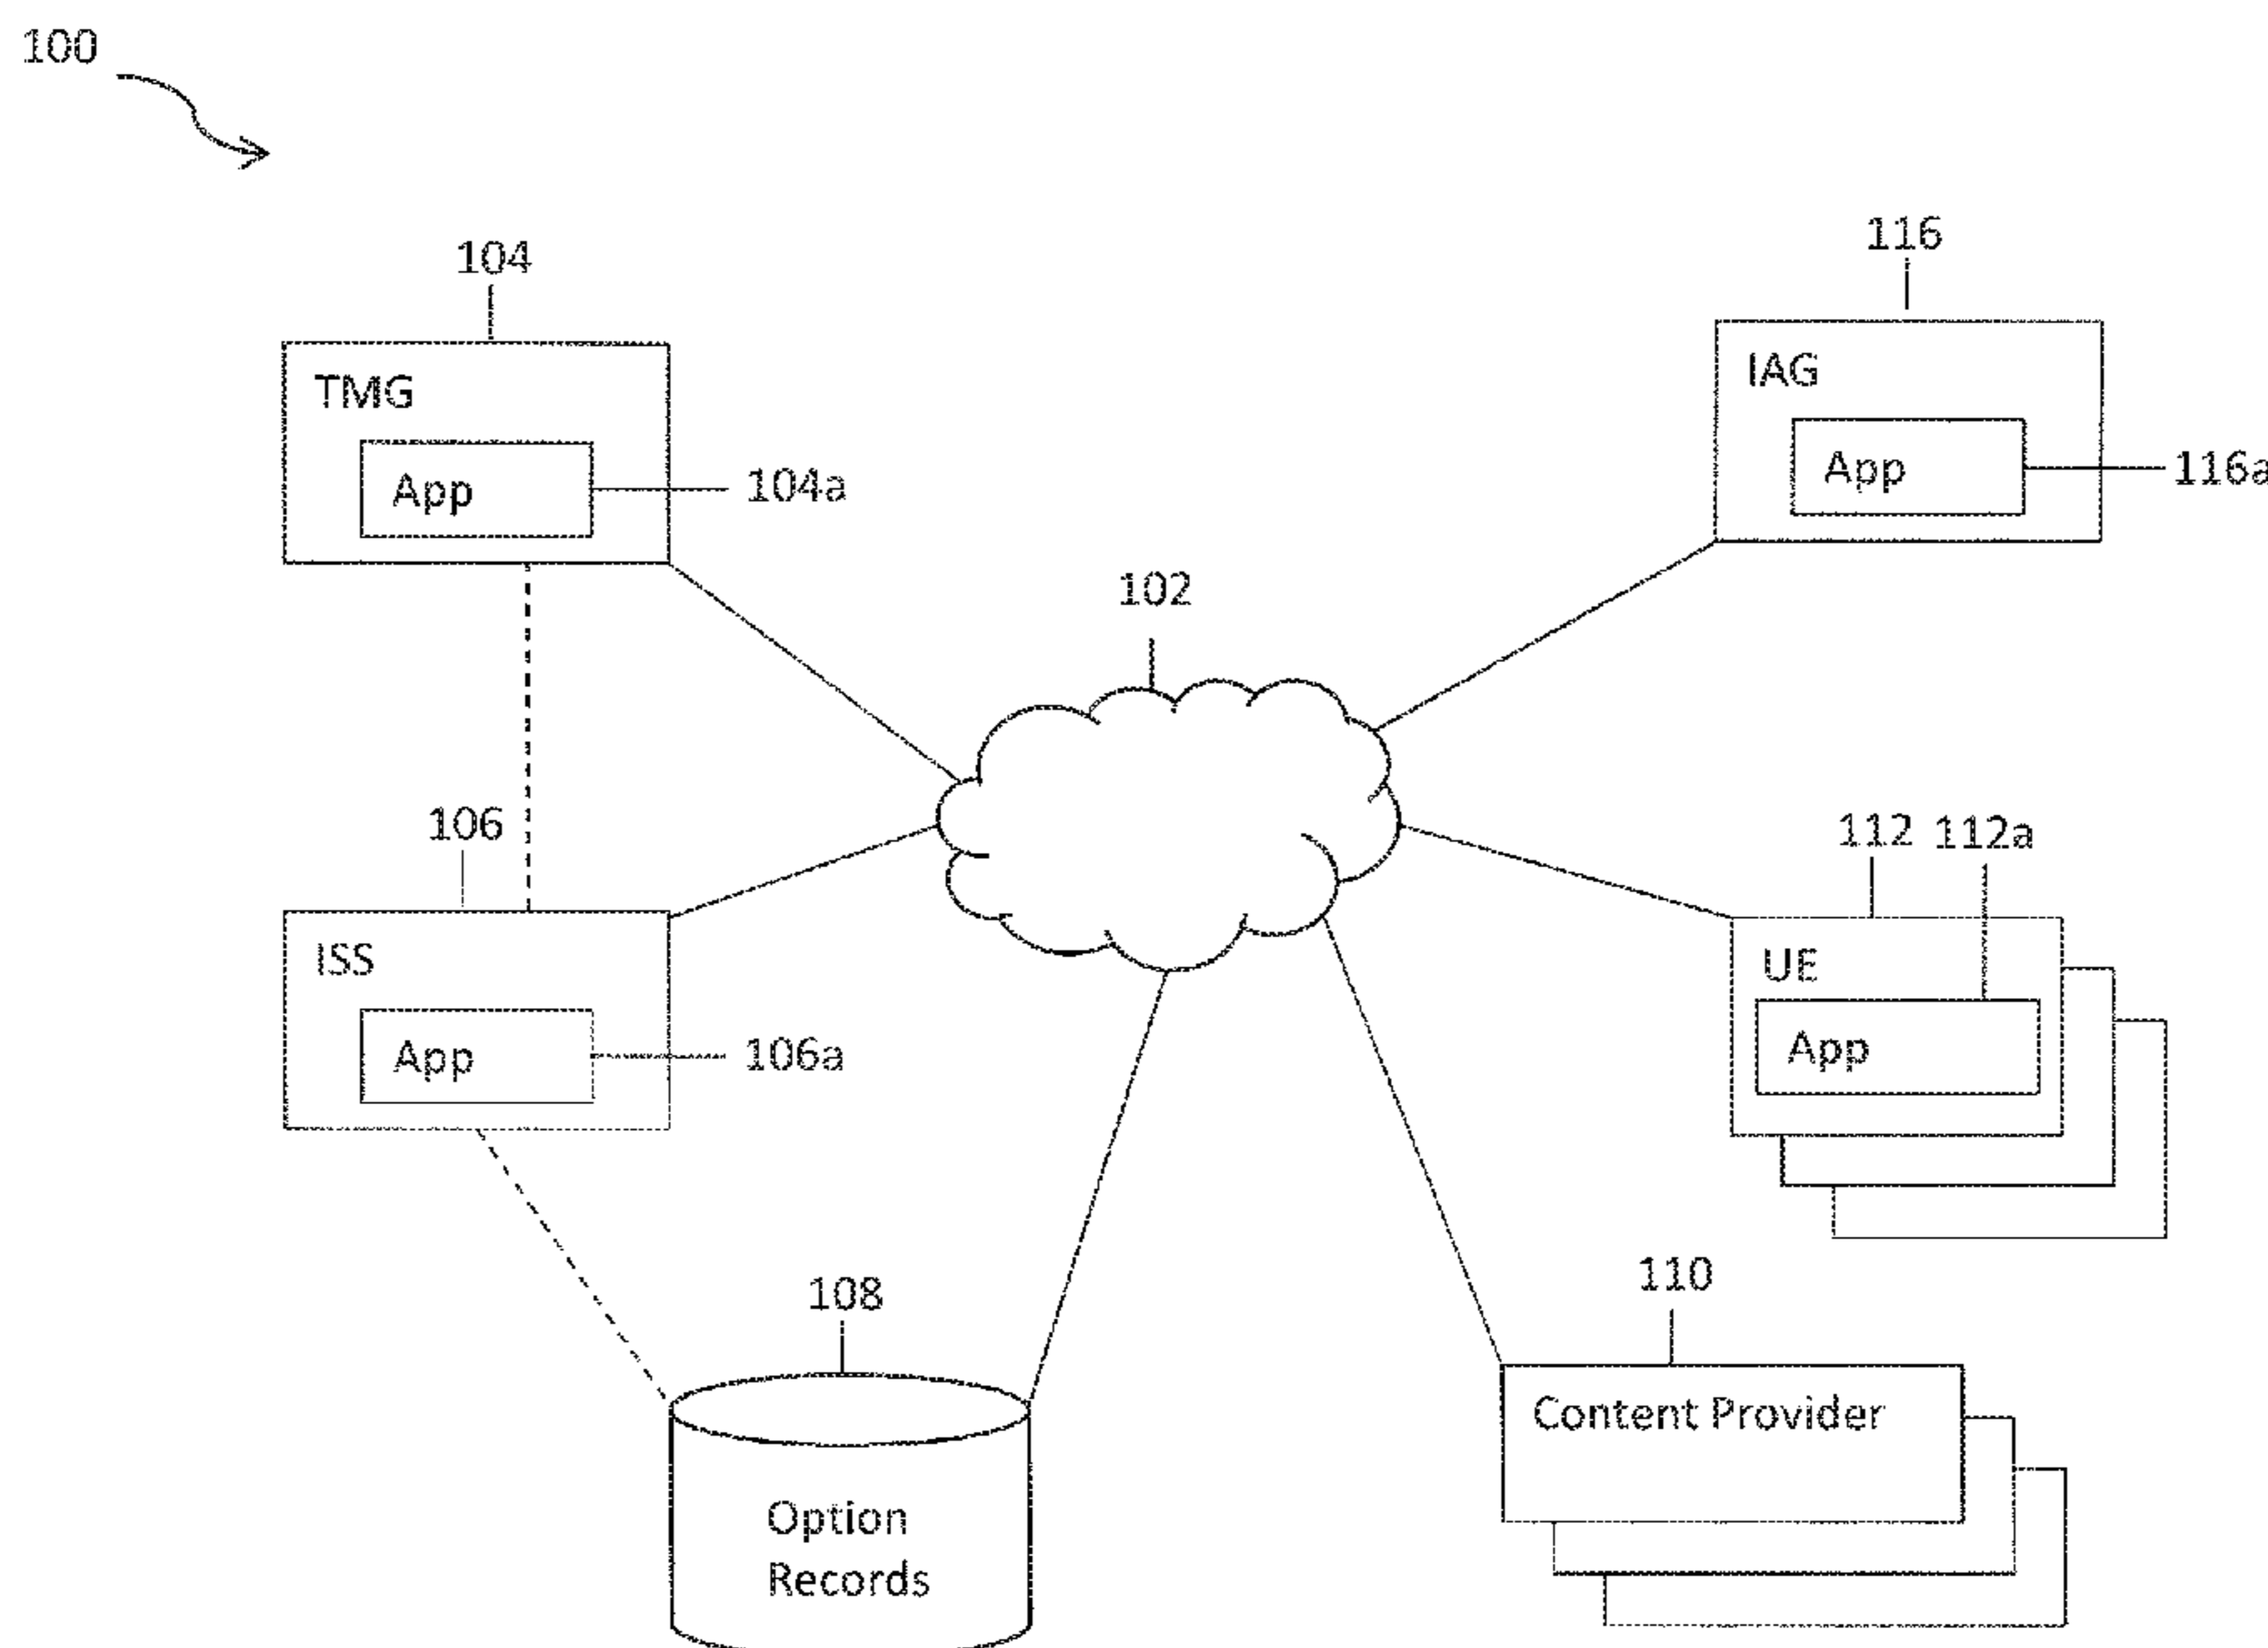 100
104
116
TMG
IAG
App
104a
App
116a
102
106
112 112a
ISS
UE
App
106a
App
108
110
Content Provider
Option
Records